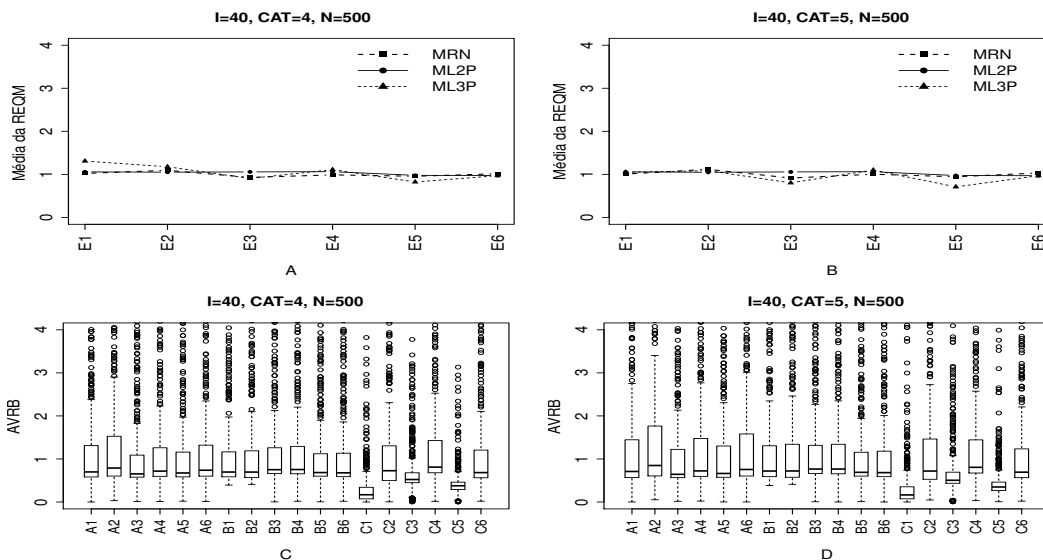 I=40, CAT=4, N=500
Média da REQM
4
3
2
1
0
MRN
ML2P
ML3P
E1 E2 E3 E4 E5 E6
A
I=40, CAT=5, N=500
Média da REQM
4
3
2
1
0
MRN
ML2P
ML3P
E1 E2 E3 E4 E5 E6
B
I=40, CAT=4, N=500
AVRB
4
3
2
1
0
A1 A2 A3 A4 A5 A6 B1 B2 B3 B4 B5 B6 C1 C2 C3 C4 C5 C6
C
I=40, CAT=5, N=500
AVRB
4
3
2
1
0
A1 A2 A3 A4 A5 A6 B1 B2 B3 B4 B5 B6 C1 C2 C3 C4 C5 C6
D